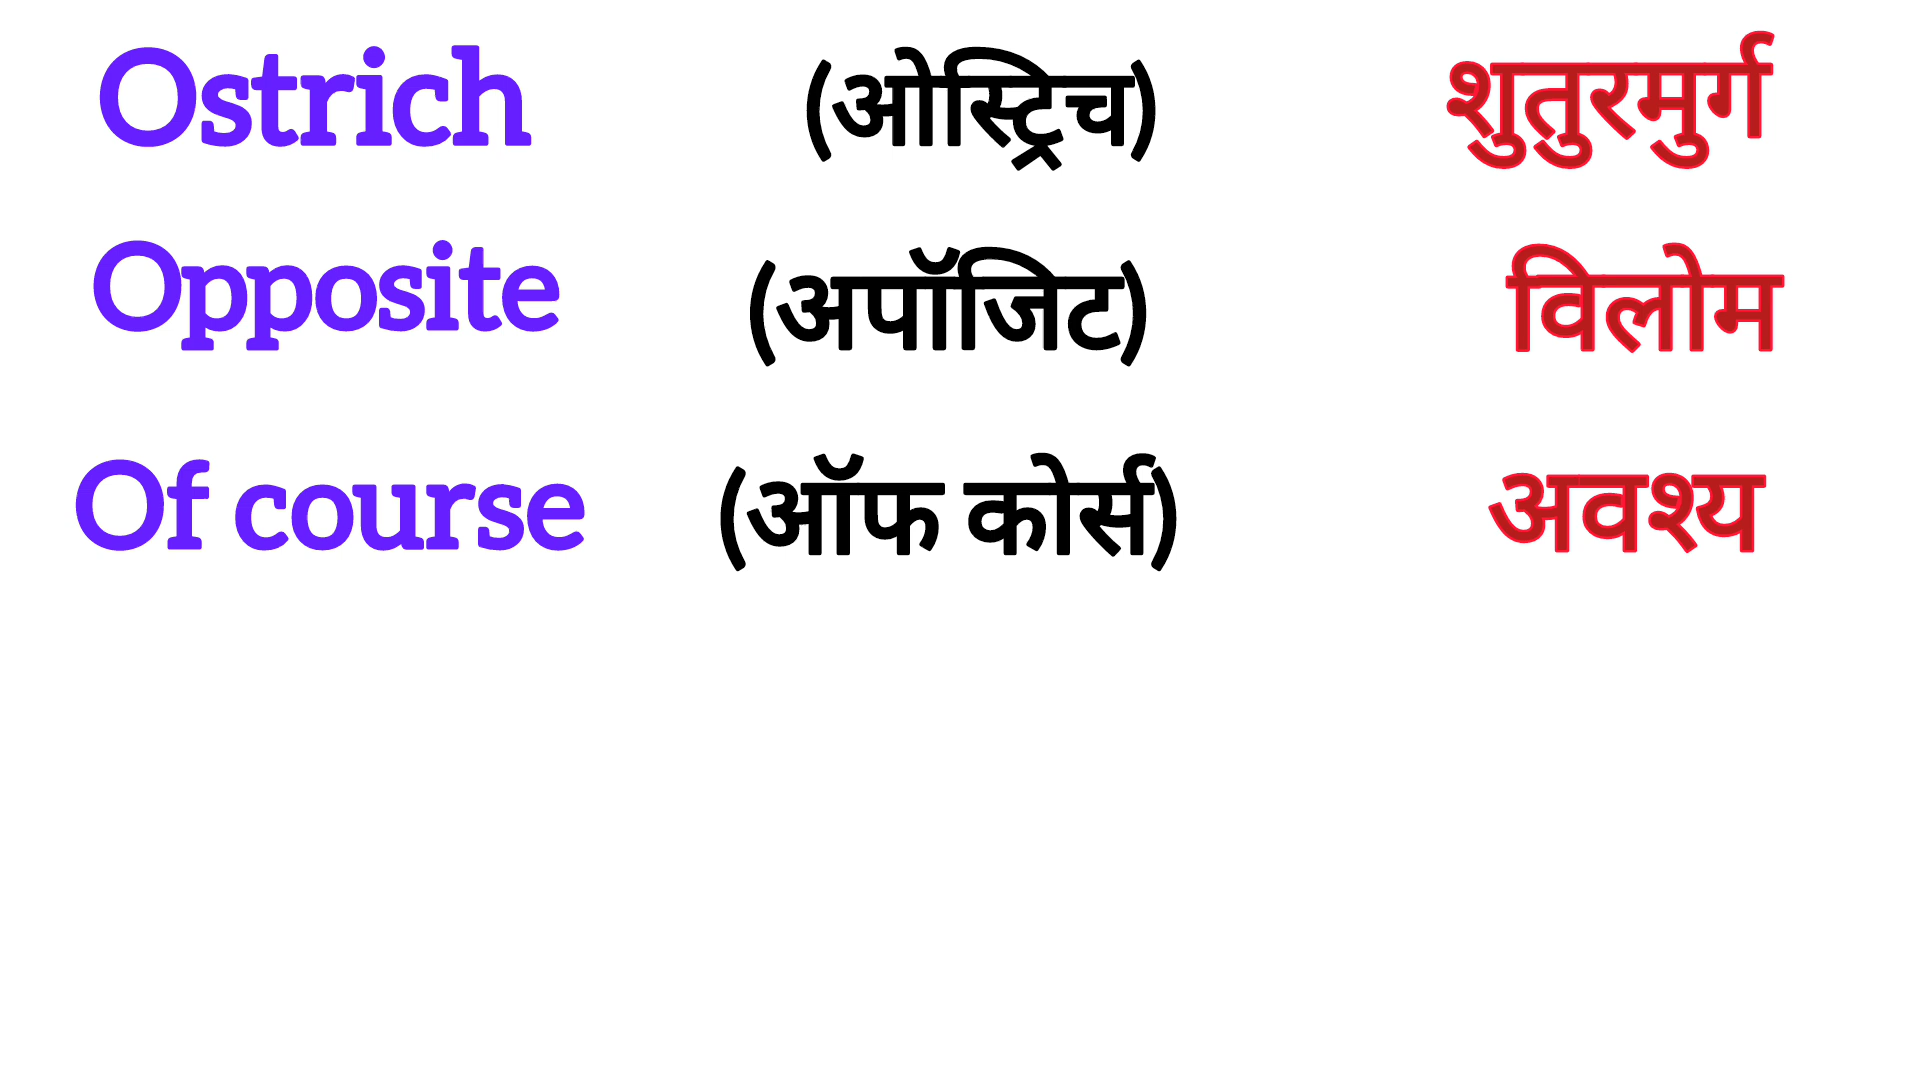 Ostrich (ओस्ट्रिच) शुतुरमुर्ग
Opposite (अपॉजिट) विलोम
Of course (ऑफ कोर्स) अवश्य